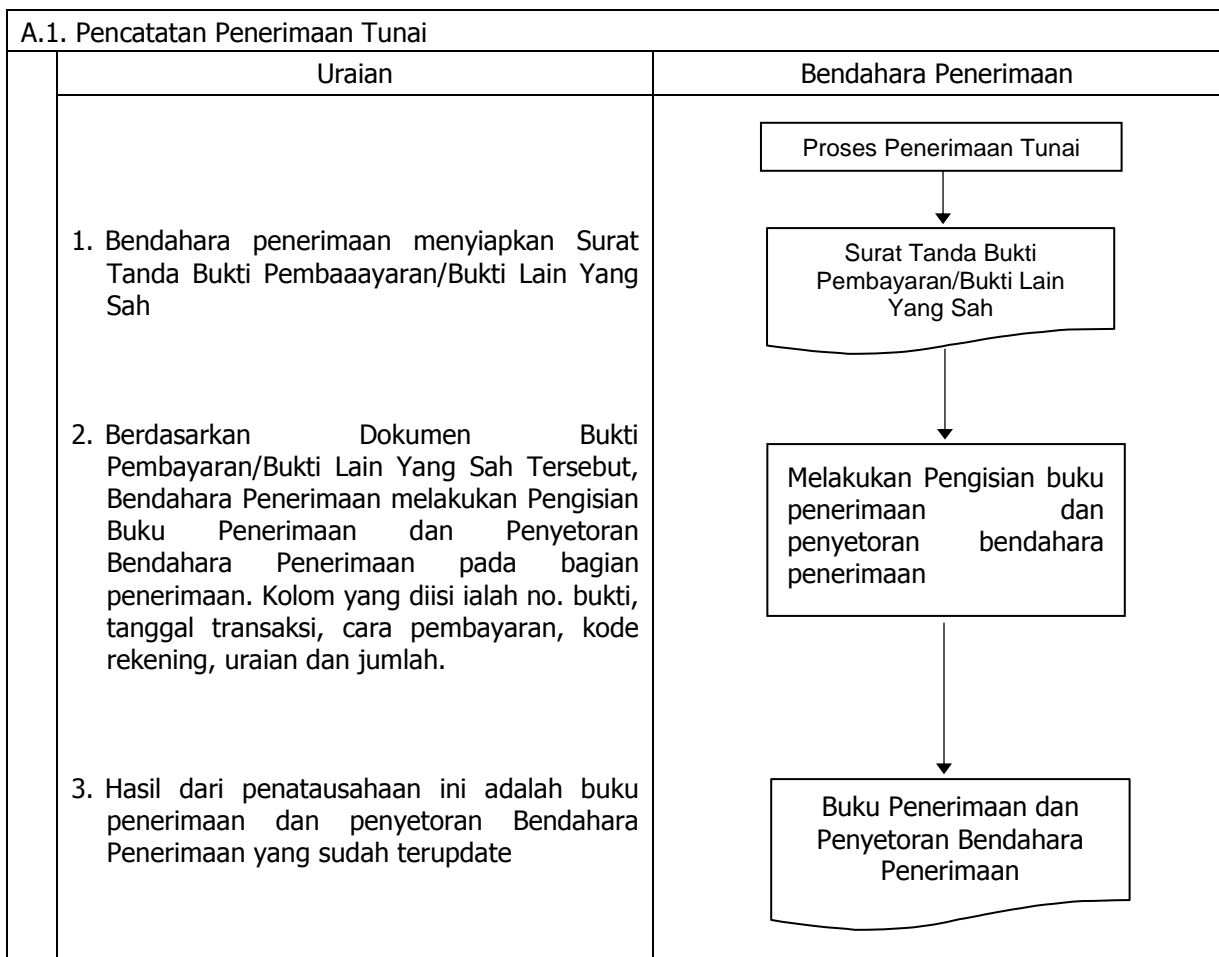 A.1. Pencatatan Penerimaan Tunai
Uraian
Bendahara Penerimaan
Proses Penerimaan Tunai
1. Bendahara penerimaan menyiapkan Surat
Tanda Bukti Pembaaayaran/Bukti Lain Yang
Sah
Surat Tanda Bukti
Pembayaran/Bukti Lain
Yang Sah
2. Berdasarkan Dokumen Bukti
Pembayaran/Bukti Lain Yang Sah Tersebut,
Bendahara Penerimaan melakukan Pengisian
Buku Penerimaan dan Penyetoran
Bendahara Penerimaan pada bagian
penerimaan. Kolom yang diisi ialah no. bukti,
tanggal transaksi, cara pembayaran, kode
rekening, uraian dan jumlah.
Melakukan Pengisian buku
penerimaan dan
penyetoran bendahara
penerimaan
3. Hasil dari penatausahaan ini adalah buku
penerimaan dan penyetoran Bendahara
Penerimaan yang sudah terupdate
Buku Penerimaan dan
Penyetoran Bendahara
Penerimaan